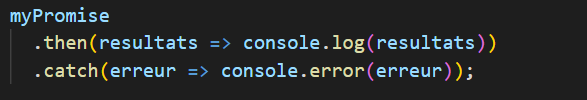 myPromise
  .then(resultats => console.log(resultats))
  .catch(erreur => console.error(erreur));